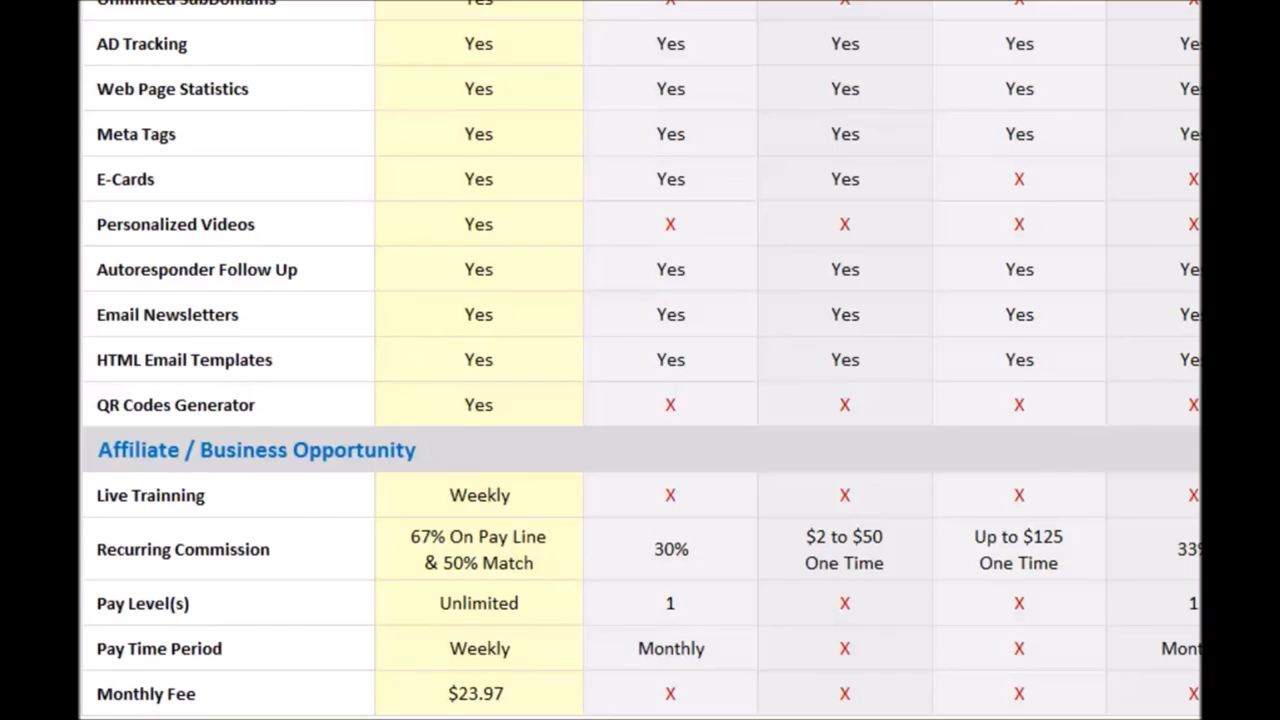 Unlimited SubDomains Yes X X X X
AD Tracking Yes Yes Yes Yes Ye
Web Page Statistics Yes Yes Yes Yes Ye
Meta Tags Yes Yes Yes Yes Ye
E-Cards Yes Yes Yes X X
Personalized Videos Yes X X X X
Autoresponder Follow Up Yes Yes Yes Yes Ye
Email Newsletters Yes Yes Yes Yes Ye
HTML Email Templates Yes Yes Yes Yes Ye
QR Codes Generator Yes X X X X
Affiliate / Business Opportunity
Live Trainning Weekly X X X X
67% On Pay Line $2 to $50 Up to $125
Recurring Commission 30% 33%
& 50% Match One Time One Time
Pay Level(s) Unlimited 1 X X 1
Pay Time Period Weekly Monthly X X Mont
Monthly Fee $23.97 X X X X